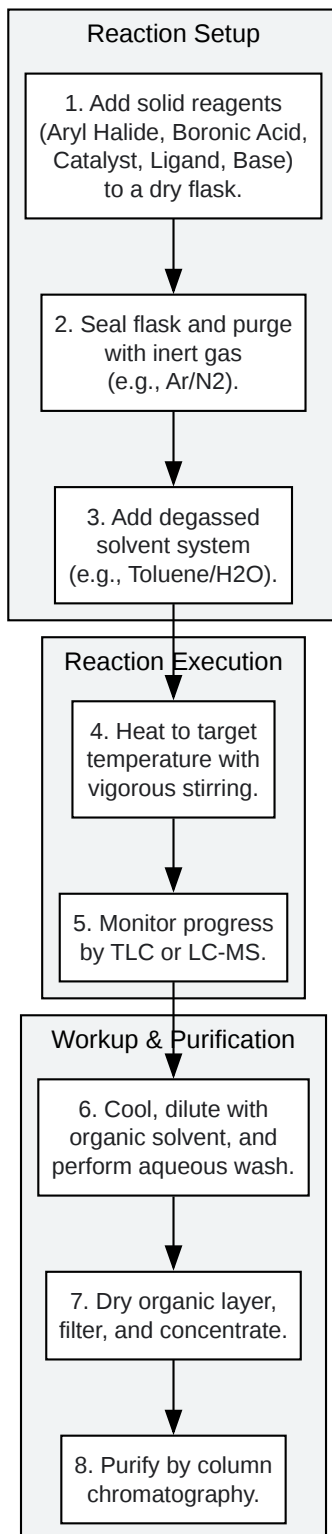 Reaction Setup
1. Add solid reagents
(Aryl Halide, Boronic Acid,
Catalyst, Ligand, Base)
to a dry flask.
2. Seal flask and purge
with inert gas
(e.g., Ar/N2).
3. Add degassed
solvent system
(e.g., Toluene/H2O).
Reaction Execution
4. Heat to target
temperature with
vigorous stirring.
5. Monitor progress
by TLC or LC-MS.
Workup & Purification
6. Cool, dilute with
organic solvent, and
perform aqueous wash.
7. Dry organic layer,
filter, and concentrate.
8. Purify by column
chromatography.